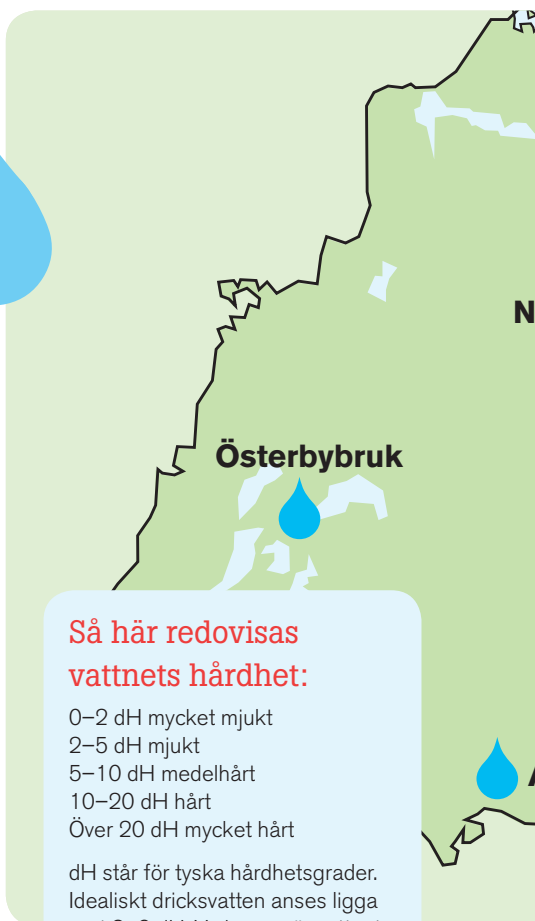 N
Österbybruk
Så här redovisas
vattnets hårdhet:
0–2 dH mycket mjukt
2–5 dH mjukt
5–10 dH medelhårt
10–20 dH hårt
Över 20 dH mycket hårt
dH står för tyska hårdhetsgrader.
Idealiskt dricksvatten anses ligga